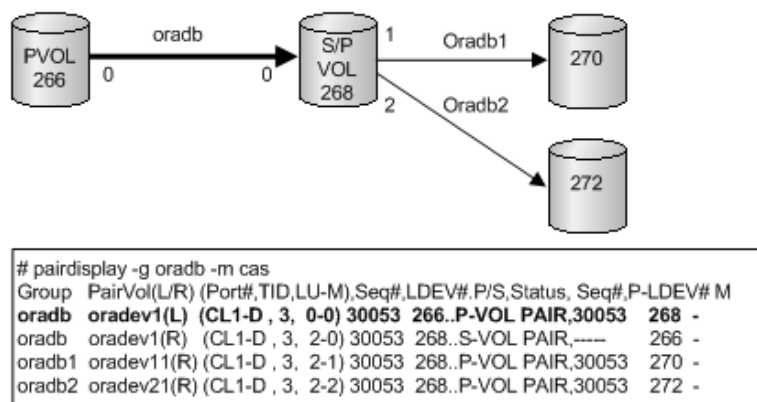 oradb
PVOL
266
0
0
S/P
VOL
268
1
Oradb1
270
Oradb2
2
272
# pairdisplay -g oradb -m cas
Group PairVol(L/R) (Port#,TID,LU-M),Seq#,LDEV#.P/S,Status, Seq#,P-LDEV# M
oradb oradev1(L) (CL1-D , 3, 0-0) 30053 266..P-VOL PAIR,30053 268 -
oradb oradev1(R) (CL1-D , 3, 2-0) 30053 268..S-VOL PAIR,----- 266 -
oradb1 oradev11(R) (CL1-D , 3, 2-1) 30053 268..P-VOL PAIR,30053 270 -
oradb2 oradev21(R) (CL1-D , 3, 2-2) 30053 268..P-VOL PAIR,30053 272 -